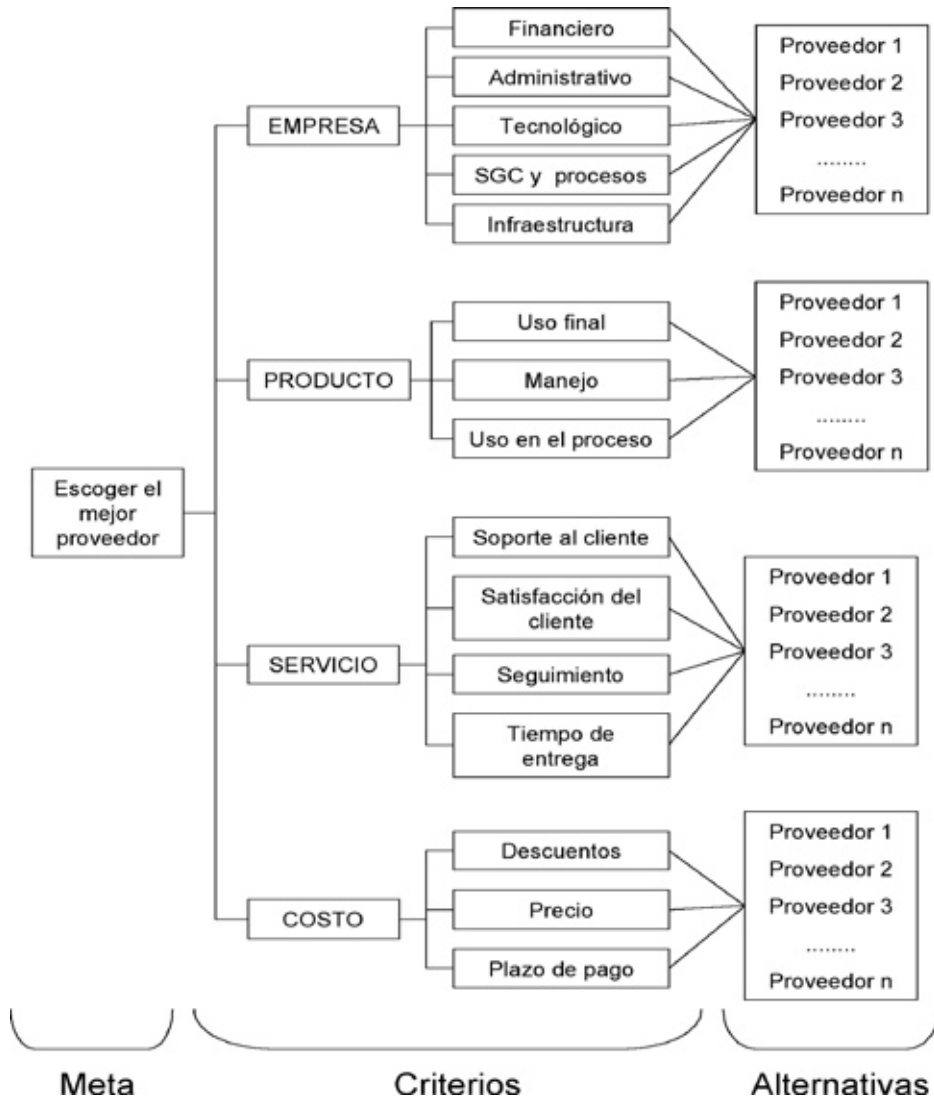 Escoger el
mejor
proveedor
EMPRESA
Financiero
Administrativo
Tecnológico
SGC y procesos
Infraestructura
Proveedor 1
Proveedor 2
Proveedor 3
........
Proveedor n
PRODUCTO
Uso final
Manejo
Uso en el proceso
Proveedor 1
Proveedor 2
Proveedor 3
........
Proveedor n
SERVICIO
Soporte al cliente
Satisfacción del
cliente
Seguimiento
Tiempo de
entrega
Proveedor 1
Proveedor 2
Proveedor 3
........
Proveedor n
COSTO
Descuentos
Precio
Plazo de pago
Proveedor 1
Proveedor 2
Proveedor 3
........
Proveedor n
Meta
Criterios
Alternativas